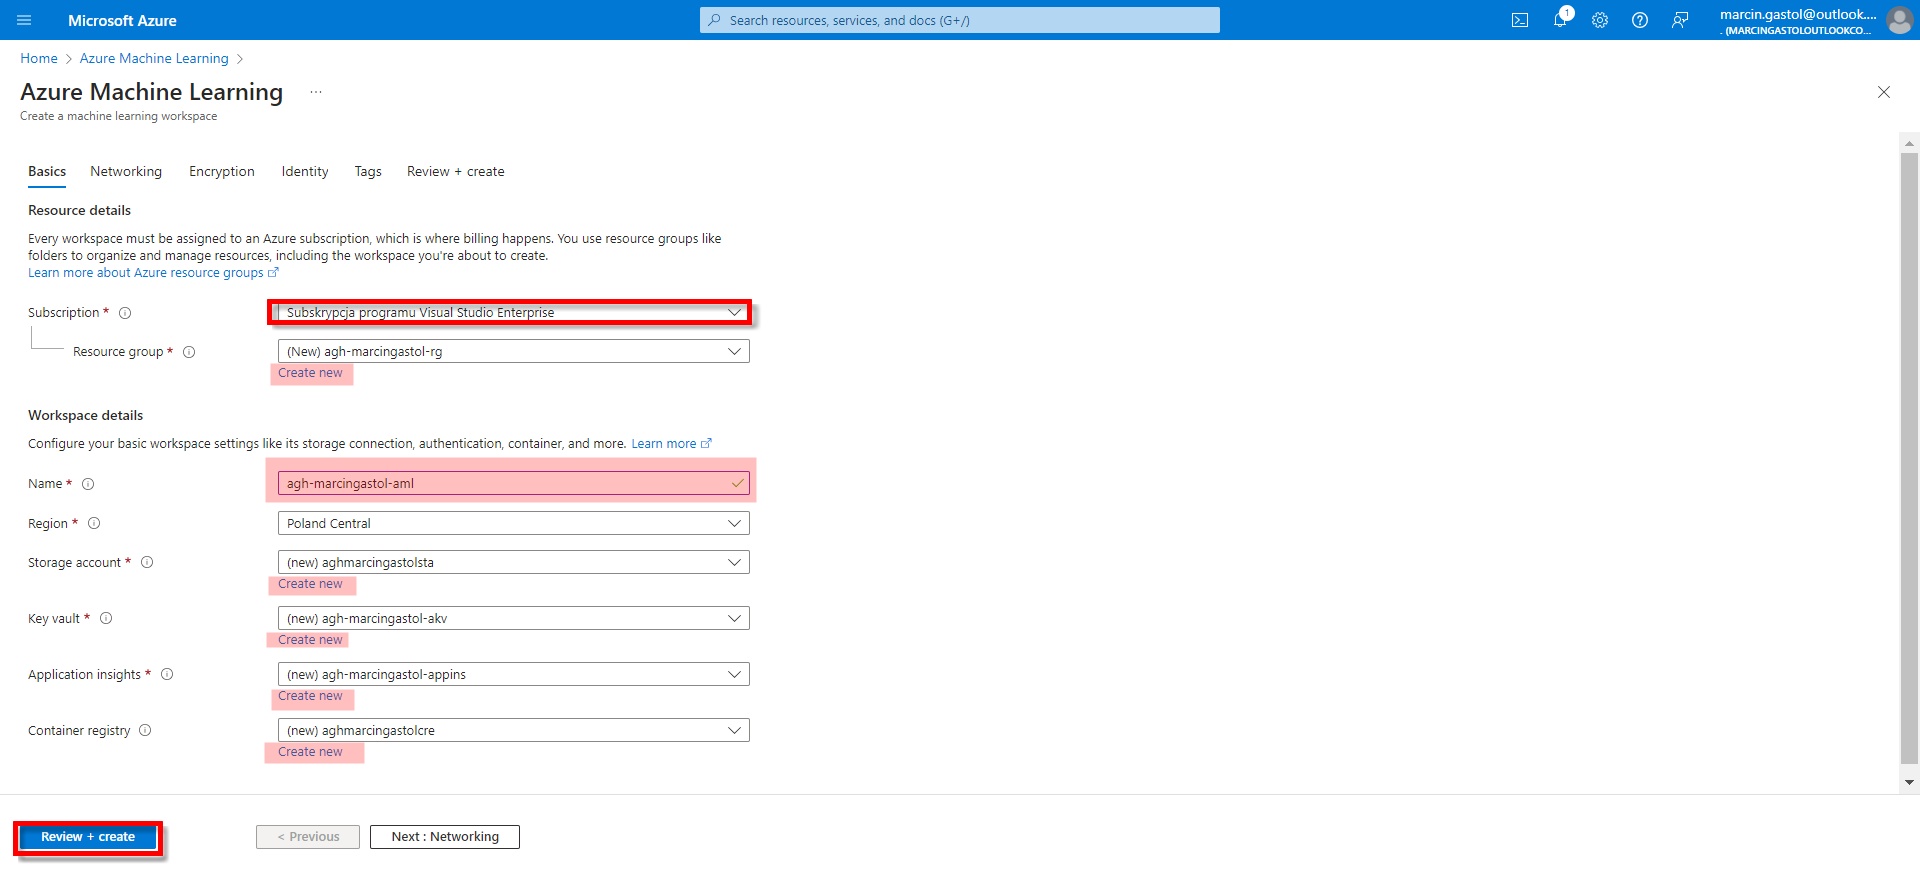 Microsoft Azure
Search resources, services, and docs (G+/)
1
marcin.gastol@outlook....
. (MARCINGASTOLOUTLOOKCO...
Home > Azure Machine Learning >
Azure Machine Learning ...
Create a machine learning workspace
Basics Networking Encryption Identity Tags Review + create
Resource details
Every workspace must be assigned to an Azure subscription, which is where billing happens. You use resource groups like
folders to organize and manage resources, including the workspace you're about to create.
Learn more about Azure resource groups
Subscription * Subskrypcja programu Visual Studio Enterprise
Resource group * (New) agh-marcingastol-rg
Create new
Workspace details
Configure your basic workspace settings like its storage connection, authentication, container, and more. Learn more
Name * agh-marcingastol-aml
Region * Poland Central
Storage account * (new) aghmarcingastolsta
Create new
Key vault * (new) agh-marcingastol-akv
Create new
Application insights * (new) agh-marcingastol-appins
Create new
Container registry (new) aghmarcingastolcre
Create new
Review + create < Previous Next : Networking